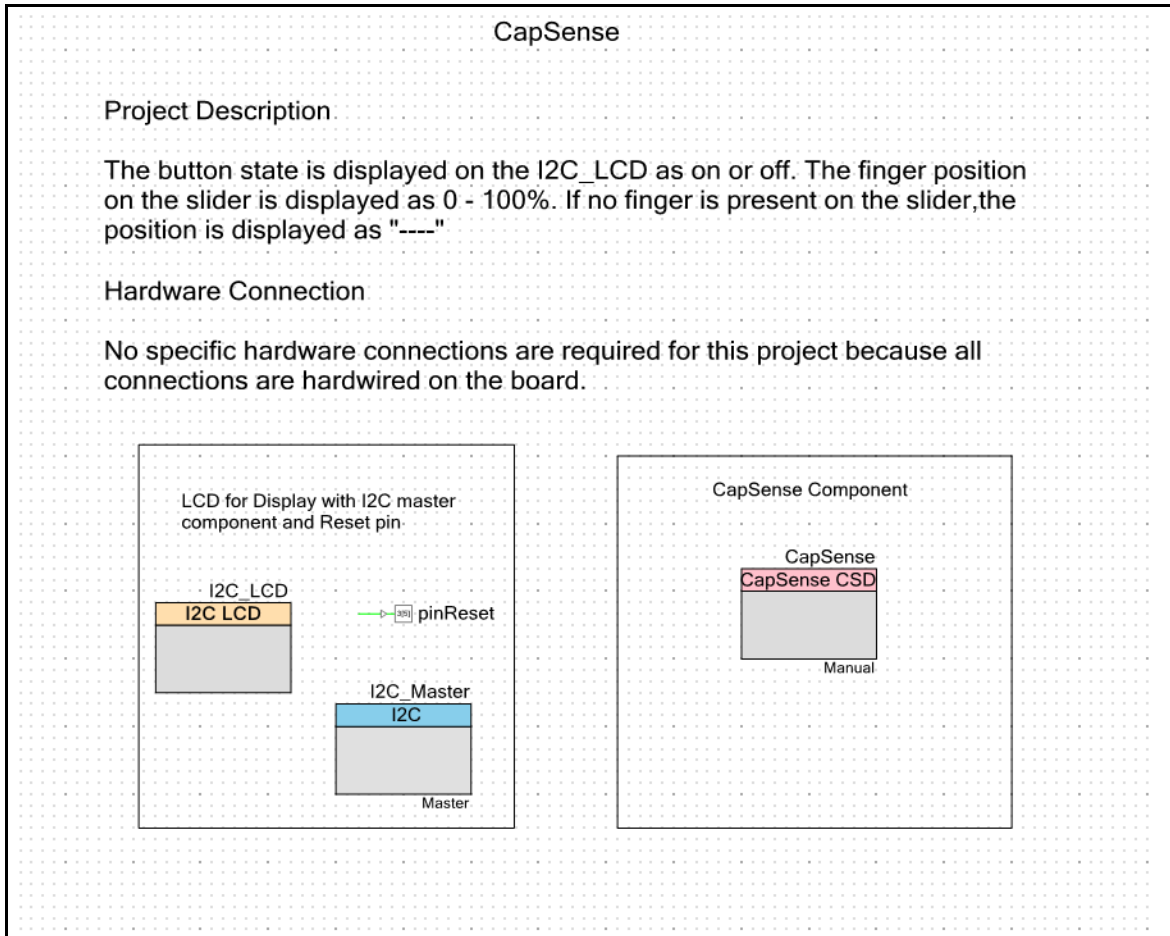 CapSense
Project Description
The button state is displayed on the I2C_LCD as on or off. The finger position
on the slider is displayed as 0 - 100%. If no finger is present on the slider,the
position is displayed as "----"
Hardware Connection
No specific hardware connections are required for this project because all
connections are hardwired on the board.
LCD for Display with I2C master
component and Reset pin
I2C_LCD
I2C LCD
3[5] pinReset
I2C_Master
I2C
Master
CapSense Component
CapSense
CapSense CSD
Manual